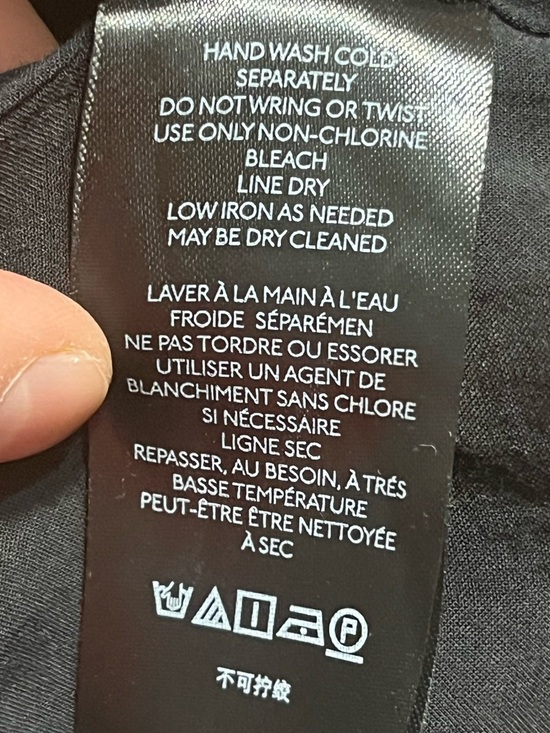 HAND WASH COLD
SEPARATELY
DO NOT WRING OR TWIST
USE ONLY NON-CHLORINE
BLEACH
LINE DRY
LOW IRON AS NEEDED
MAY BE DRY CLEANED
LAVER À LA MAIN À L'EAU
FROIDE SÉPARÉMEN
NE PAS TORDRE OU ESSORER
UTILISER UN AGENT DE
BLANCHIMENT SANS CHLORE
SI NÉCESSAIRE
LIGNE SEC
REPASSER, AU BESOIN, À TRÉS
BASSE TEMPÉRATURE
PEUT-ÊTRE ÊTRE NETTOYÉE
À SEC
P
不可拧绞